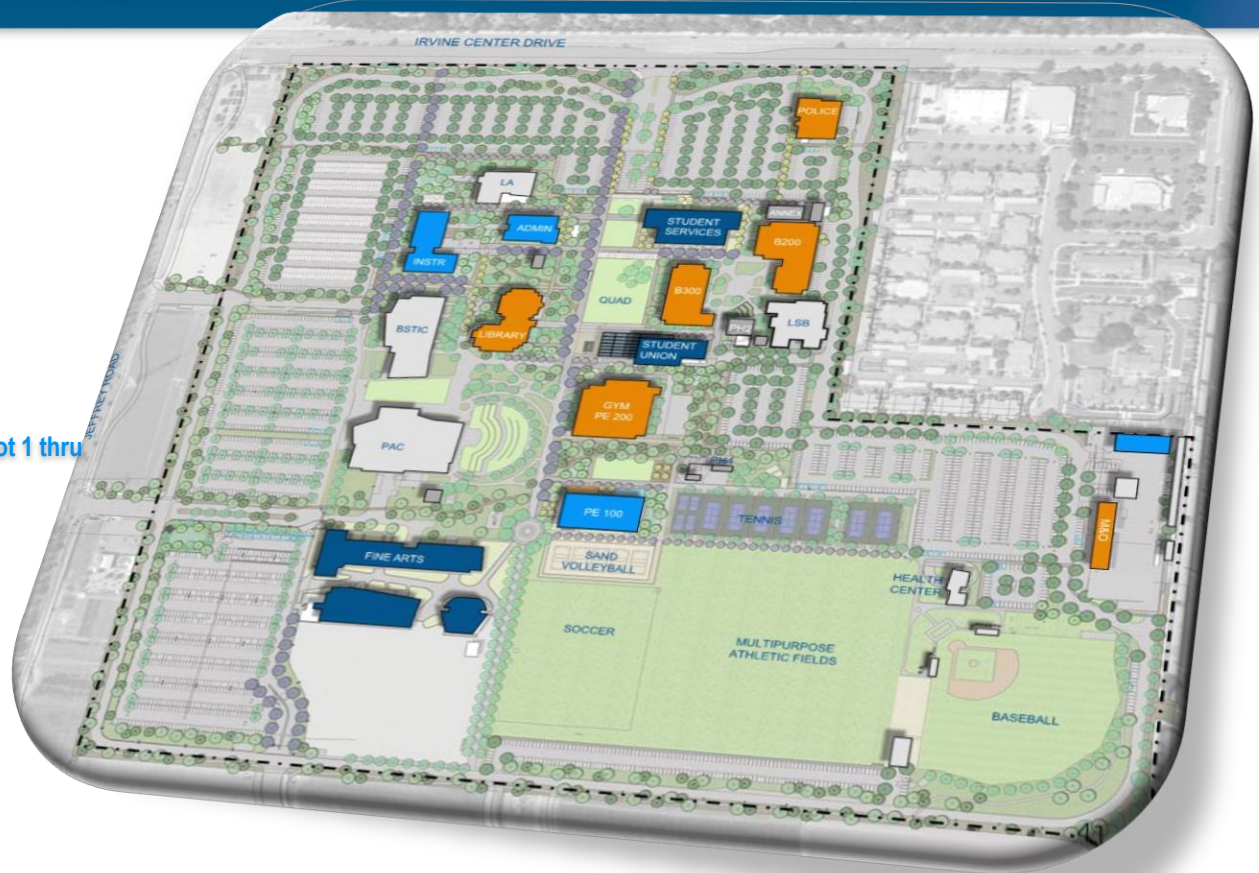 IRVINE CENTER DRIVE
POLICE
LA
ANNEX
STUDENT
SERVICES
ADMIN
B200
INSTR
B300
QUAD
BSTIC
LIBRARY
PH2
LSB
STUDENT
UNION
JEFFREY ROAD
GYM
PE 200
ot 1 thru
PAC
PE 100
TENNIS
M&O
FINE ARTS
SAND
VOLLEYBALL
HEALTH
CENTER
SOCCER
MULTIPURPOSE
ATHLETIC FIELDS
BASEBALL
41